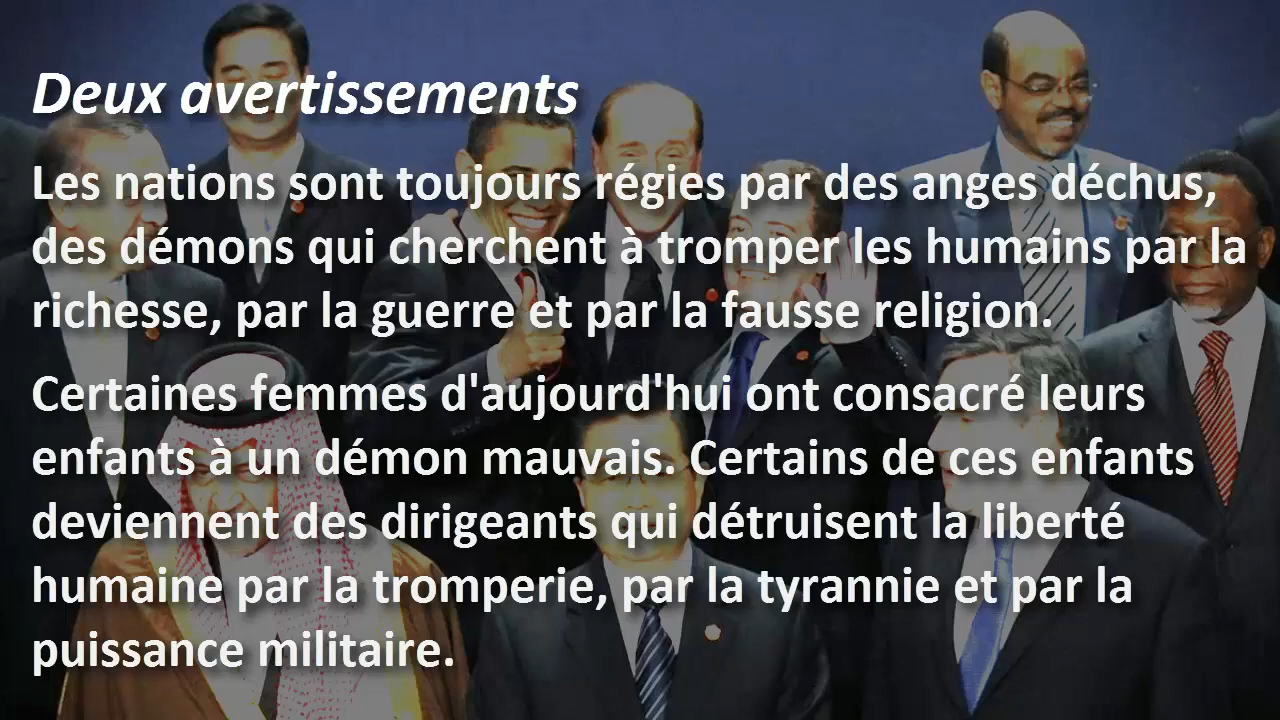 Deux avertissements
Les nations sont toujours régies par des anges déchus,
des démons qui cherchent à tromper les humains par la
richesse, par la guerre et par la fausse religion.
Certaines femmes d'aujourd'hui ont consacré leurs
enfants à un démon mauvais. Certains de ces enfants
deviennent des dirigeants qui détruisent la liberté
humaine par la tromperie, par la tyrannie et par la
puissance militaire.